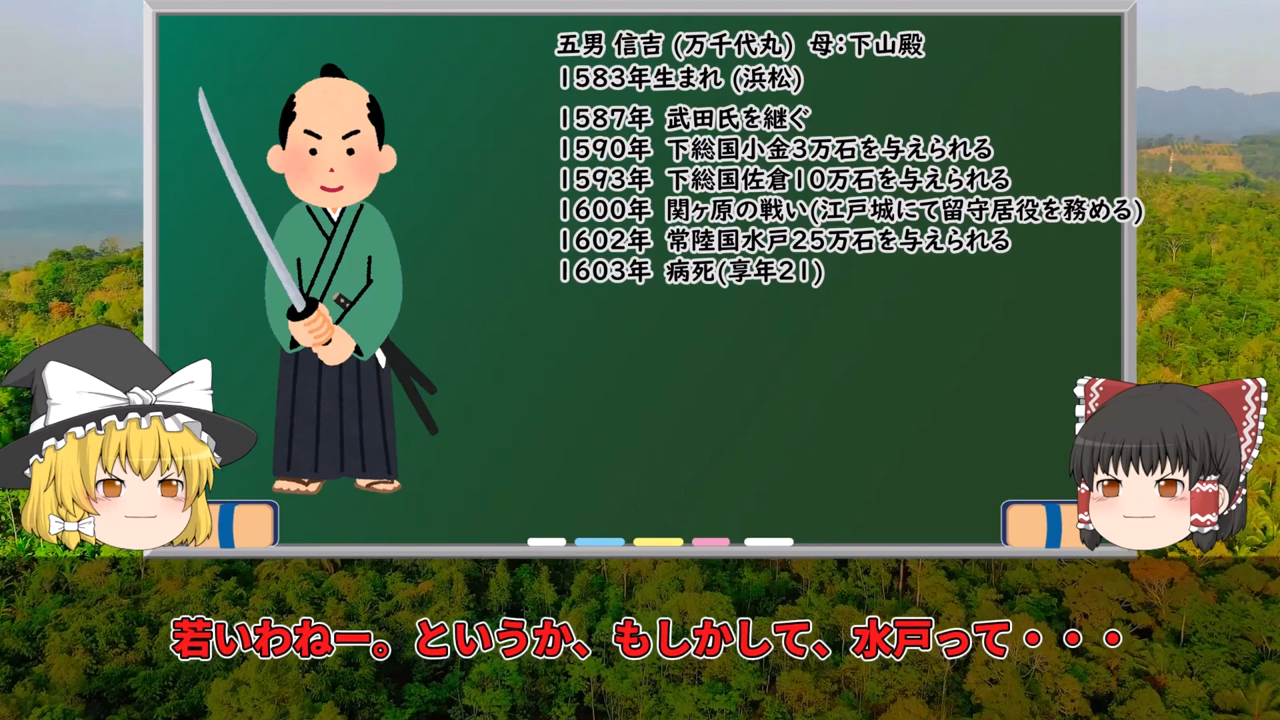 五男 信吉 (万千代丸) 母：下山殿
1583年生まれ (浜松)
1587年 武田氏を継ぐ
1590年 下総国小金3万石を与えられる
1593年 下総国佐倉10万石を与えられる
1600年 関ヶ原の戦い(江戸城にて留守居役を務める)
1602年 常陸国水戸25万石を与えられる
1603年 病死(享年21)
若いわねー。というか、もしかして、水戸って・・・